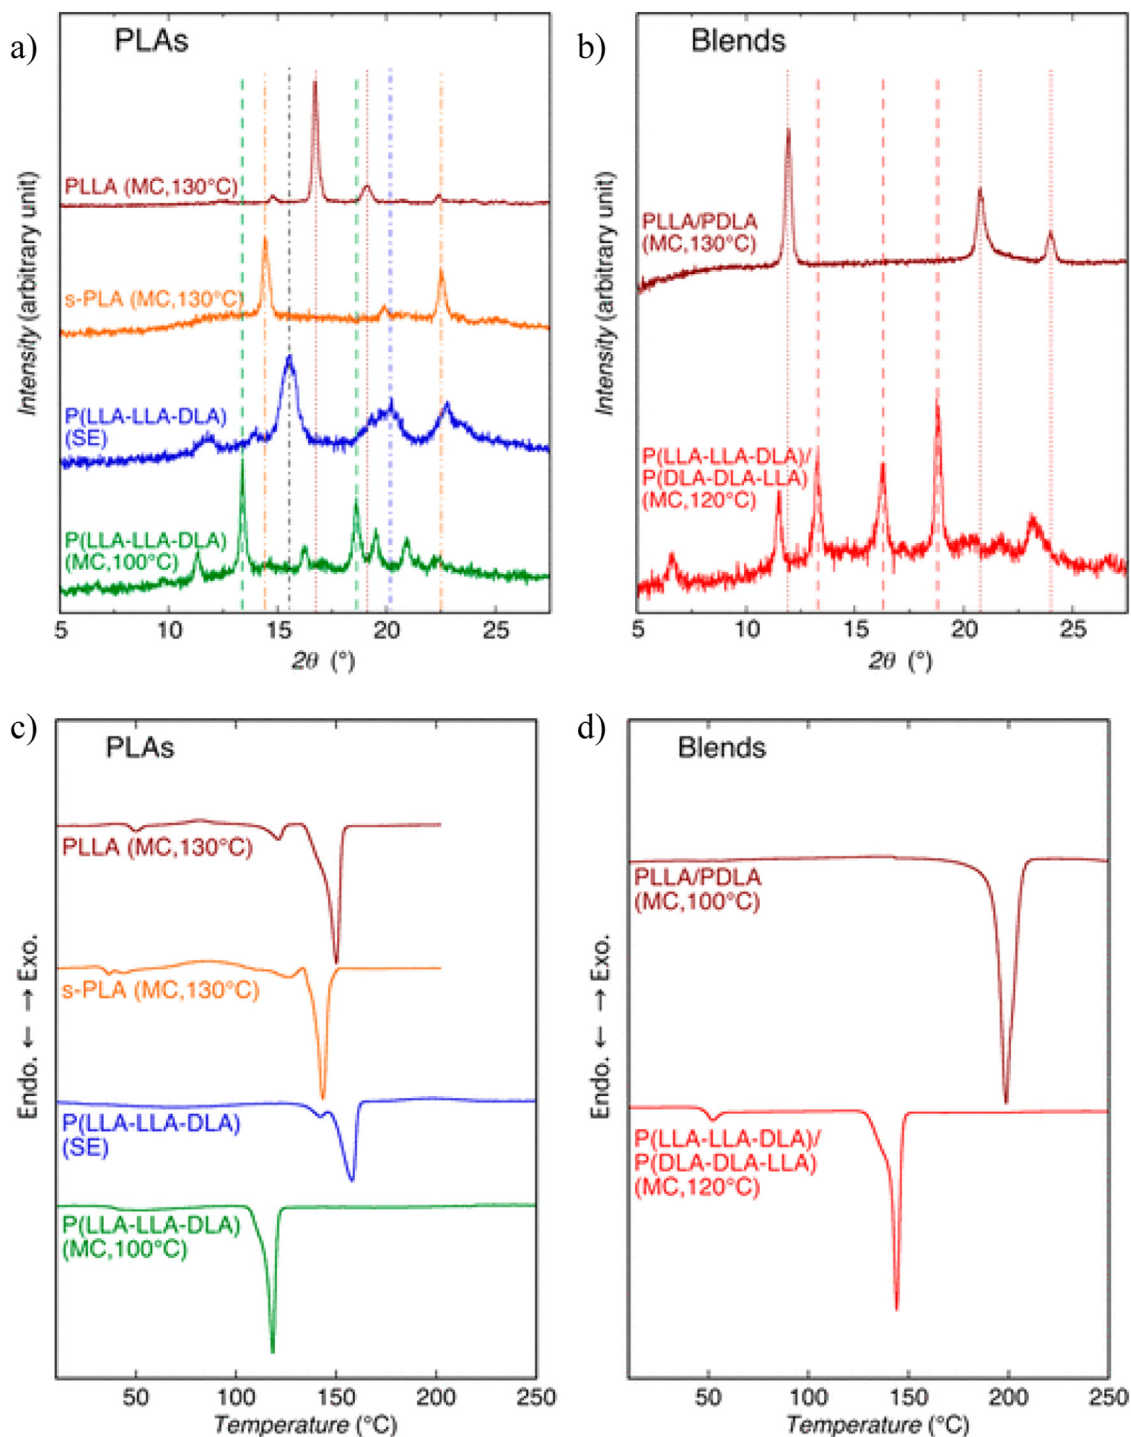 a)
PLAs
PLLA (MC,130°C)
s-PLA (MC,130°C)
P(LLA-LLA-DLA)
(SE)
P(LLA-LLA-DLA)
(MC,100°C)
Intensity (arbitrary unit)
5 10 15 20 25
2θ (°)
b)
Blends
PLLA/PDLA
(MC,130°C)
P(LLA-LLA-DLA)/
P(DLA-DLA-LLA)
(MC,120°C)
Intensity (arbitrary unit)
5 10 15 20 25
2θ (°)
c)
PLAs
PLLA (MC,130°C)
s-PLA (MC,130°C)
P(LLA-LLA-DLA)
(SE)
P(LLA-LLA-DLA)
(MC,100°C)
Endo. ← → Exo.
50 100 150 200 250
Temperature (°C)
d)
Blends
PLLA/PDLA
(MC,100°C)
P(LLA-LLA-DLA)/
P(DLA-DLA-LLA)
(MC,120°C)
Endo. ← → Exo.
50 100 150 200 250
Temperature (°C)